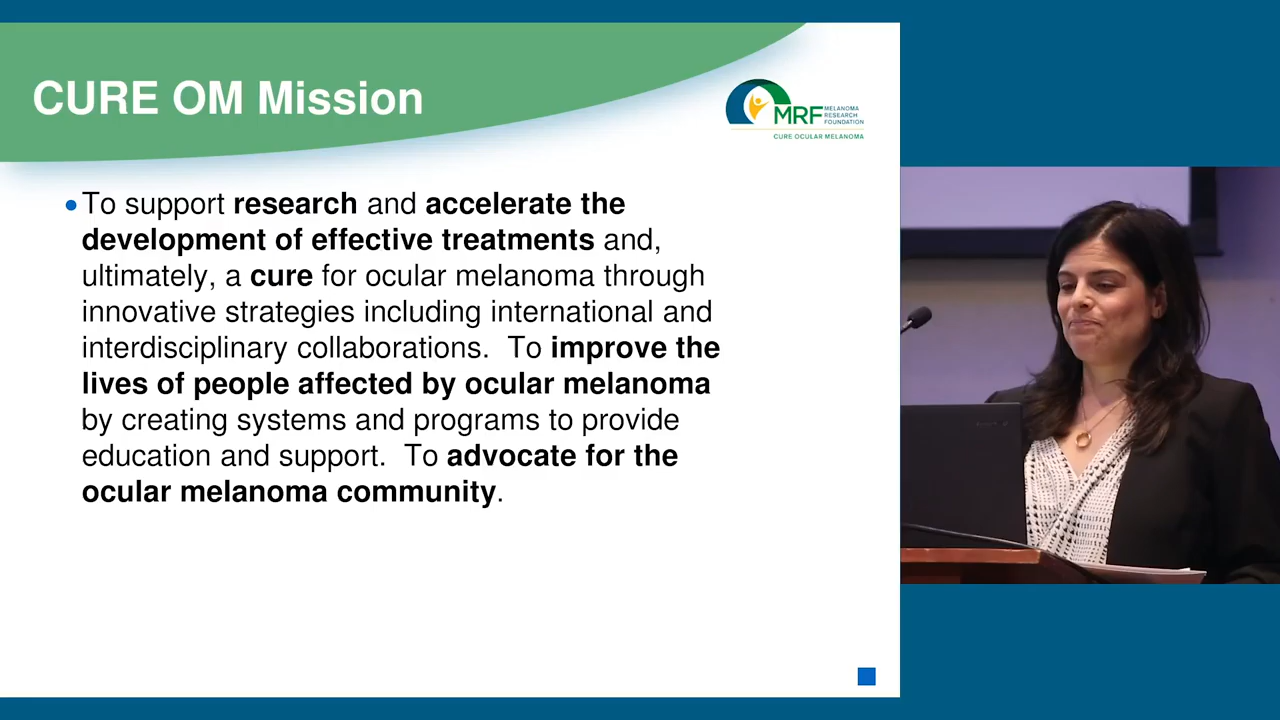 CURE OM Mission
MRF MELANOMA
RESEARCH
FOUNDATION
CURE OCULAR MELANOMA
•To support research and accelerate the
development of effective treatments and,
ultimately, a cure for ocular melanoma through
innovative strategies including international and
interdisciplinary collaborations.  To improve the
lives of people affected by ocular melanoma
by creating systems and programs to provide
education and support.  To advocate for the
ocular melanoma community.